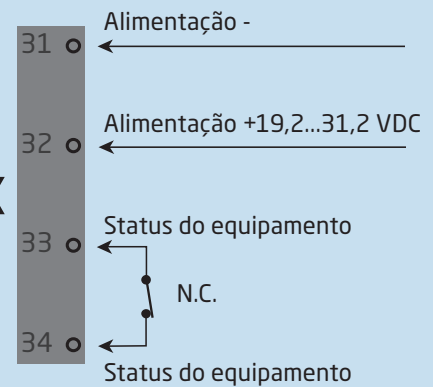 Alimentação -
31
Alimentação +19,2...31,2 VDC
32
Status do equipamento
33
N.C.
34
Status do equipamento